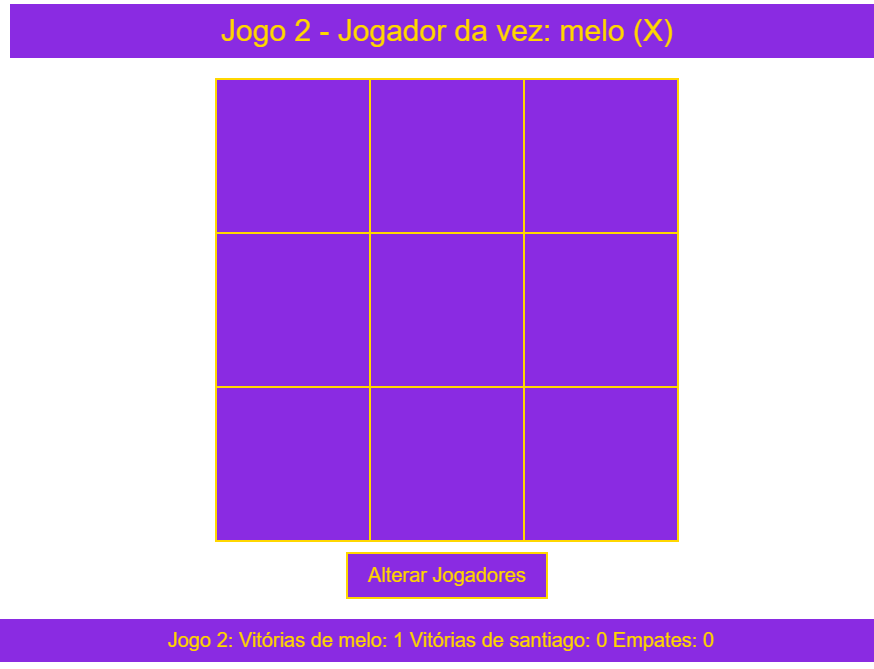 Jogo 2 - Jogador da vez: melo (X)
Alterar Jogadores
Jogo 2: Vitórias de melo: 1 Vitórias de santiago: 0 Empates: 0